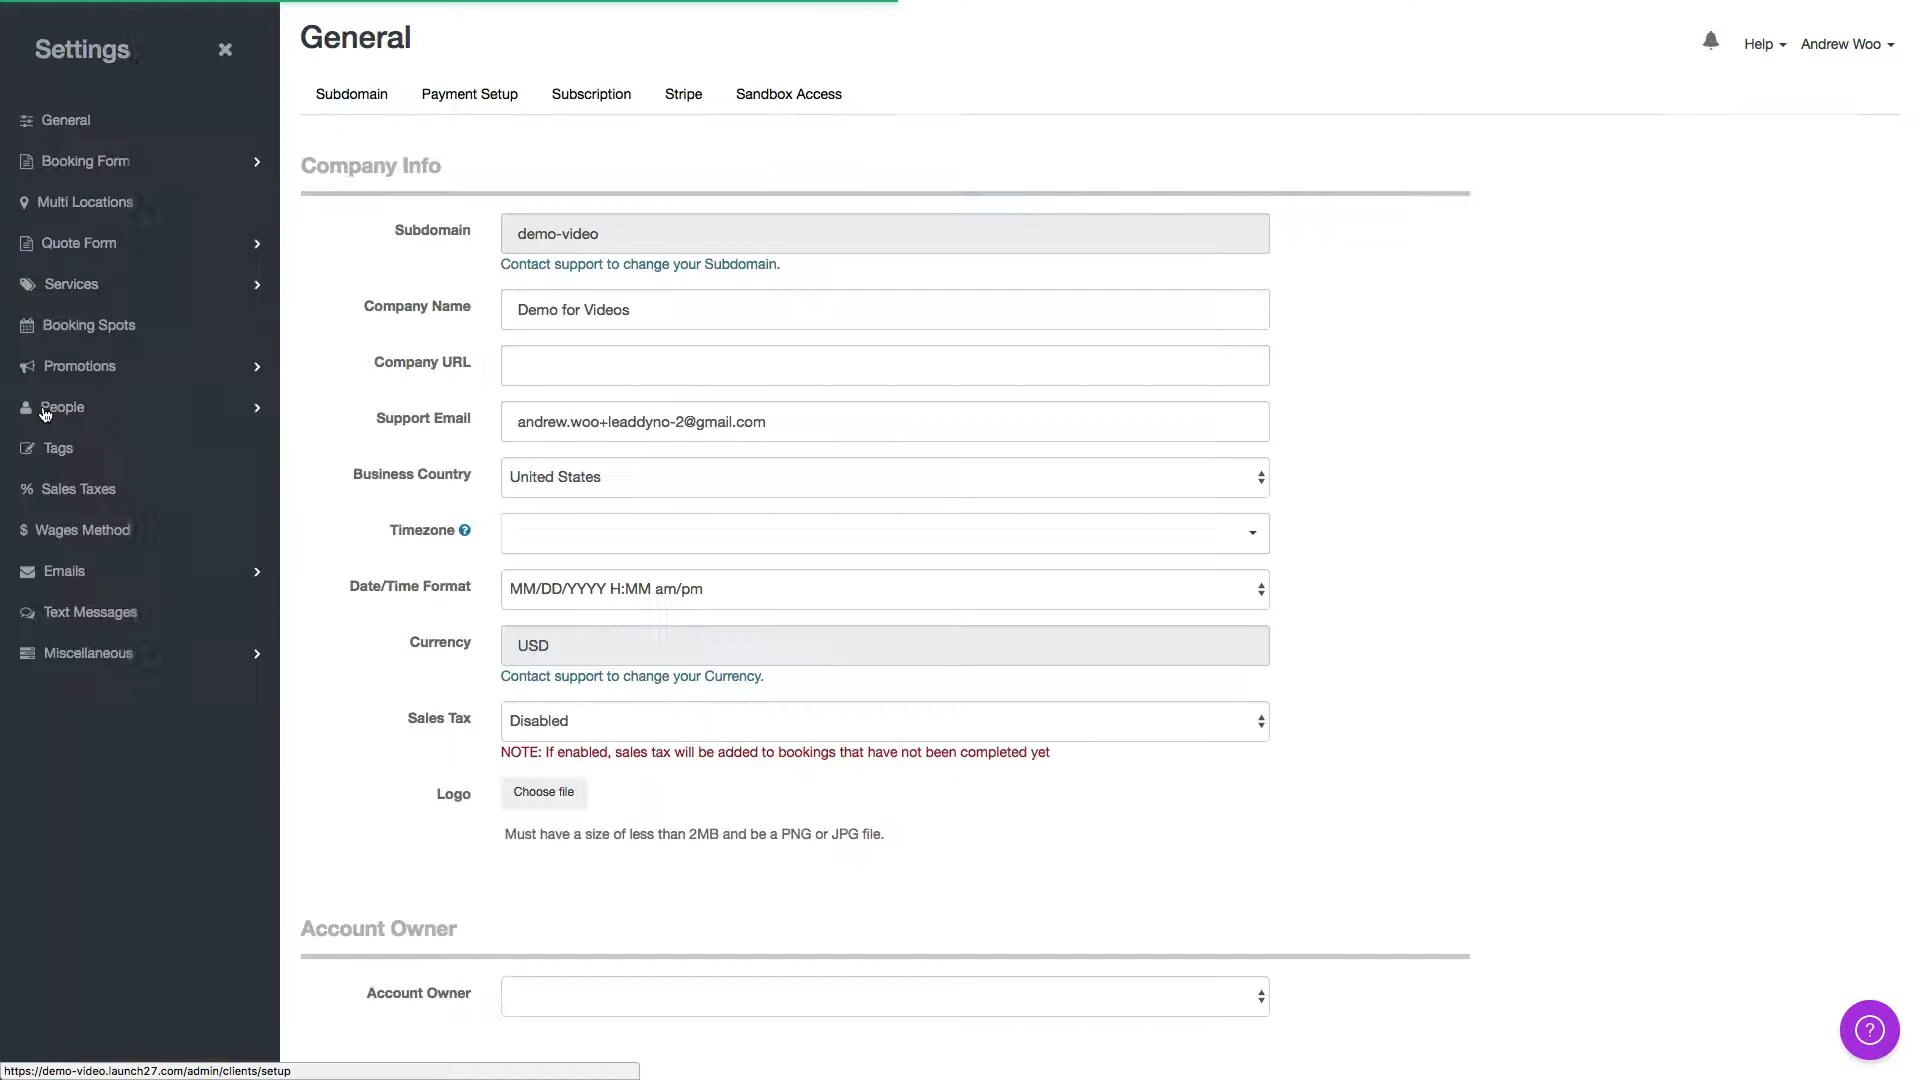 Settings
General
Booking Form
Multi Locations
Quote Form
Services
Booking Spots
Promotions
People
Tags
Sales Taxes
Wages Method
Emails
Text Messages
Miscellaneous
General
Help
Andrew Woo
Subdomain
Payment Setup
Subscription
Stripe
Sandbox Access
Company Info
Subdomain
demo-video
Contact support to change your Subdomain.
Company Name
Demo for Videos
Company URL
Support Email
andrew.woo+leaddyno-2@gmail.com
Business Country
United States
Timezone
Date/Time Format
MM/DD/YYYY H:MM am/pm
Currency
USD
Contact support to change your Currency.
Sales Tax
Disabled
NOTE: If enabled, sales tax will be added to bookings that have not been completed yet
Logo
Choose file
Must have a size of less than 2MB and be a PNG or JPG file.
Account Owner
Account Owner
https://demo-video.launch27.com/admin/clients/setup